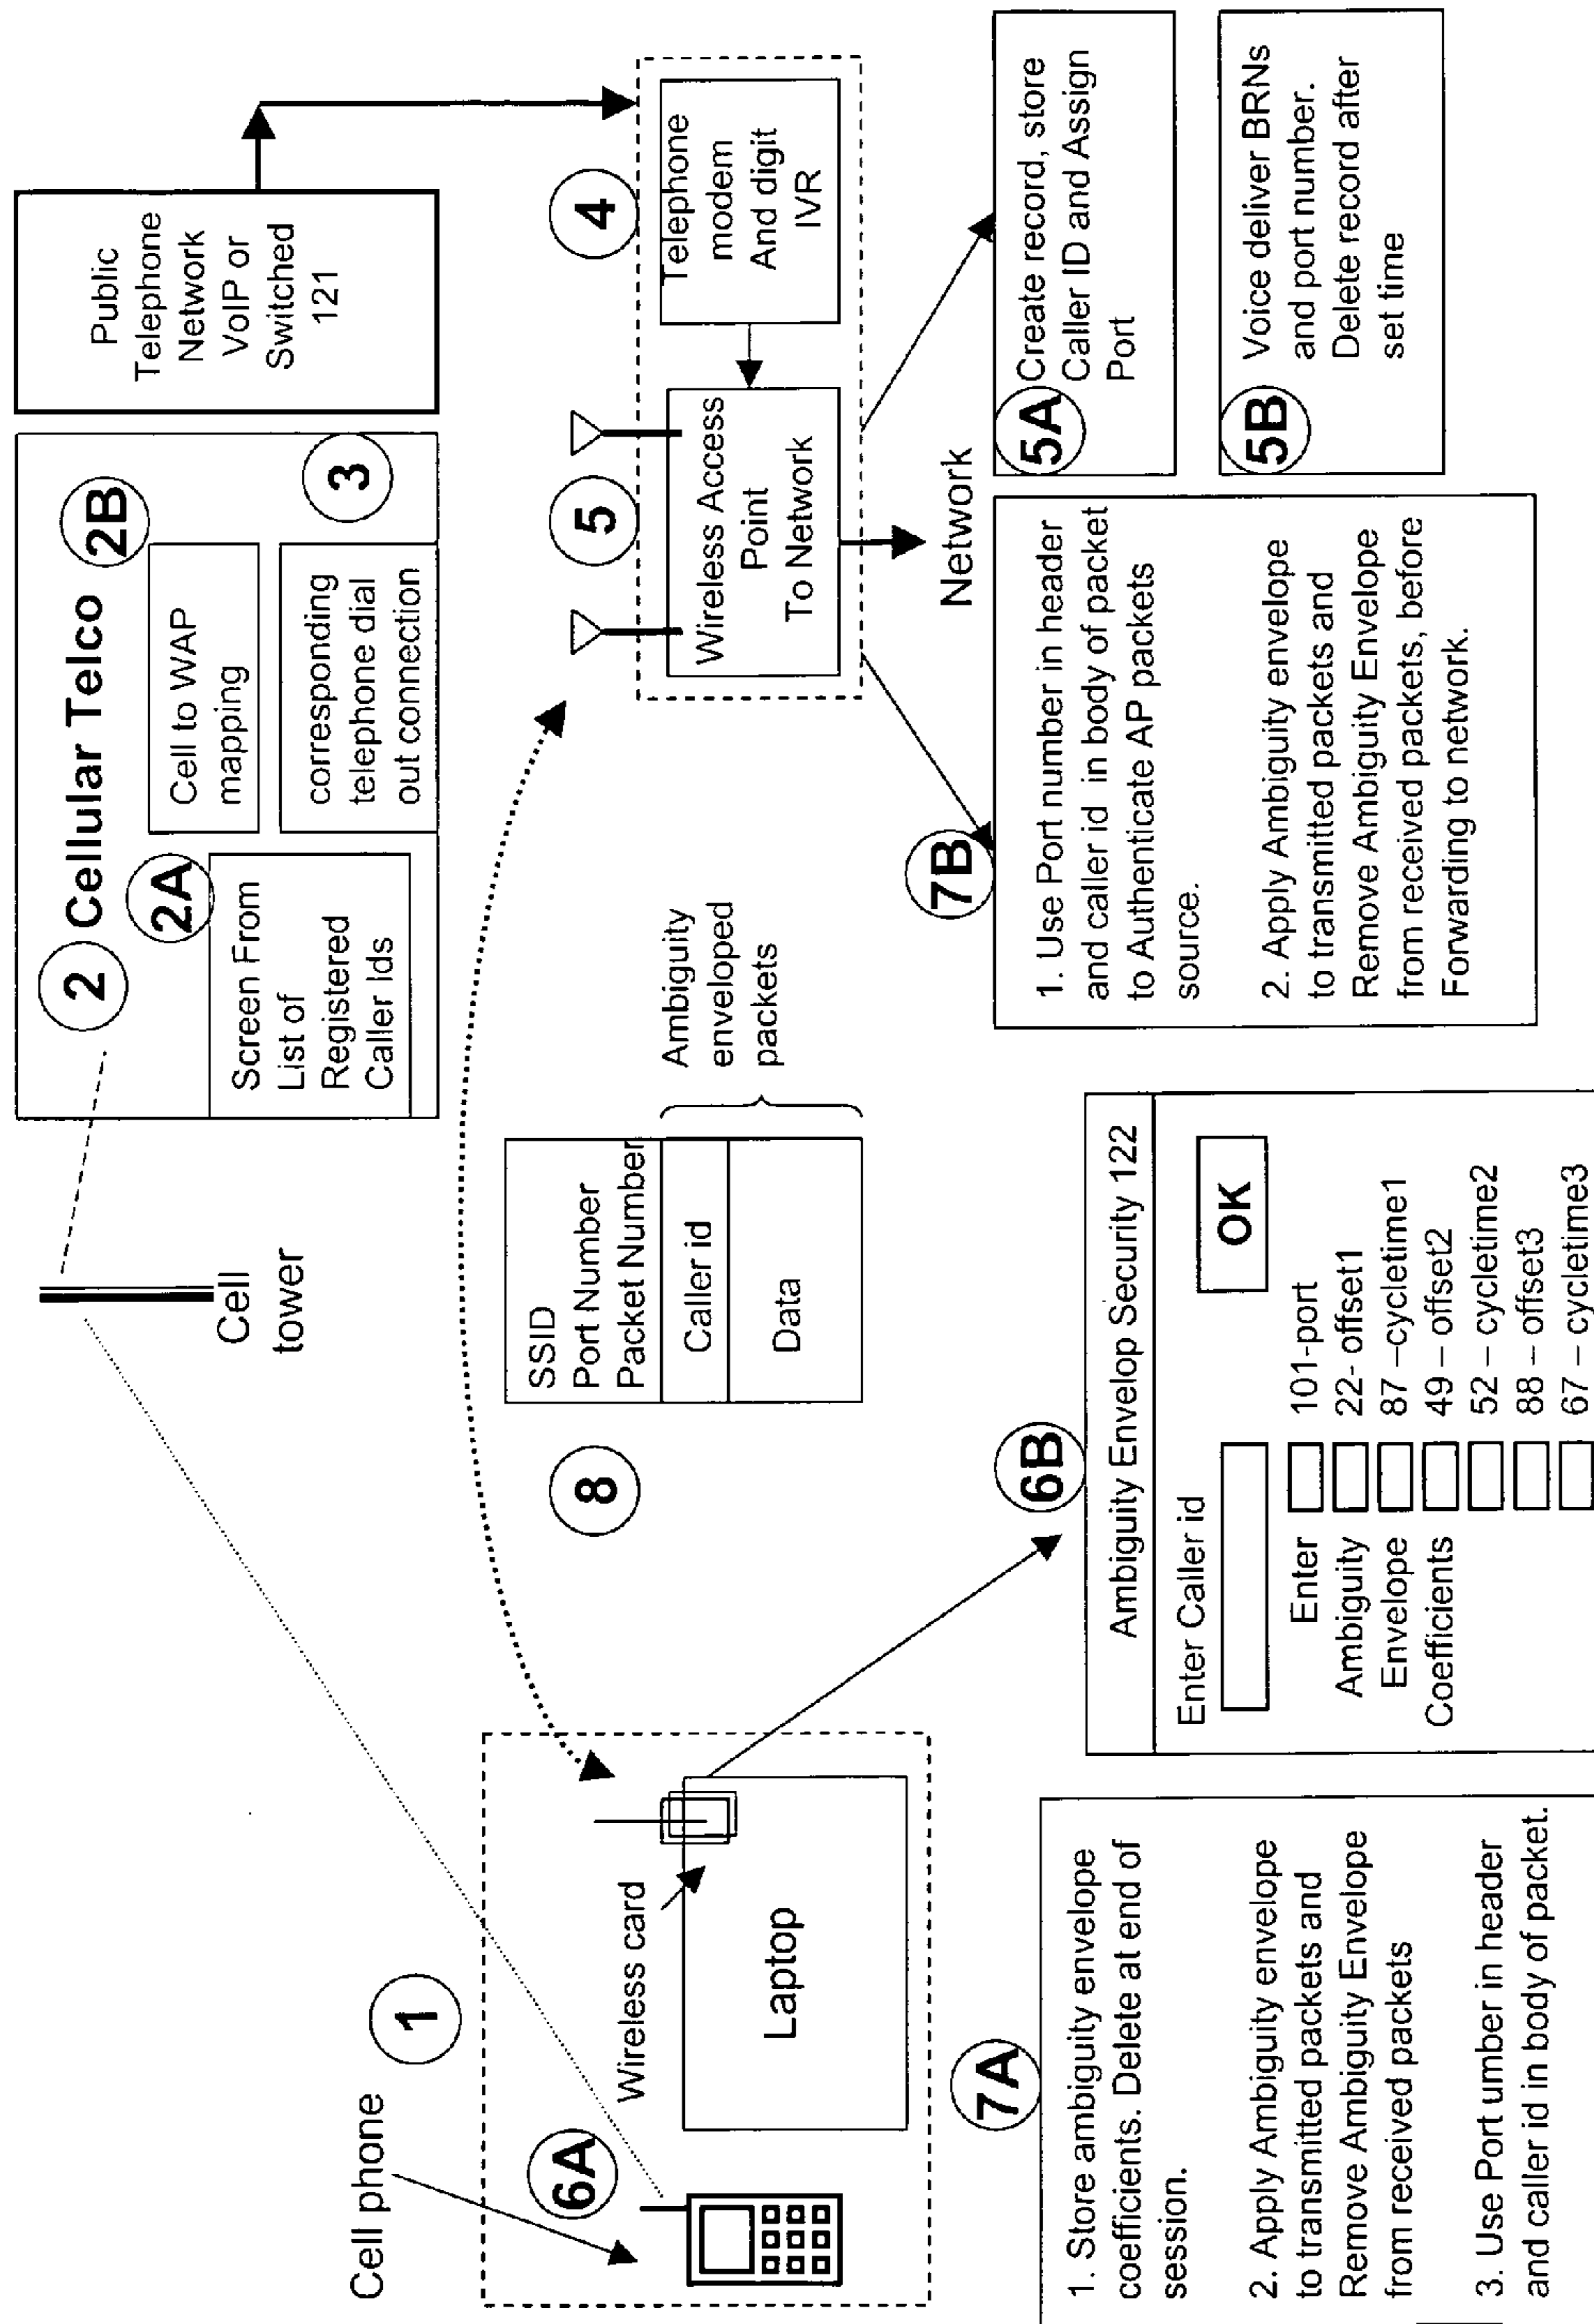 Cell phone
1
6A
Wireless card
Laptop
Cell
tower
2
Cellular Telco
2A
2B
Screen From
List of
Registered
Caller Ids
Cell to WAP
mapping
corresponding
telephone dial
out connection
3
Public
Telephone
Network
VoIP or
Switched
121
8
SSID
Port Number
Packet Number
Caller id
Data
Ambiguity
enveloped
packets
5
Wireless Access
Point
To Network
4
Telephone
modem
And digit
IVR
Network
7A
1. Store ambiguity envelope
coefficients. Delete at end of
session.
2. Apply Ambiguity envelope
to transmitted packets and
Remove Ambiguity Envelope
from received packets
3. Use Port umber in header
and caller id in body of packet.
6B
Ambiguity Envelop Security 122
Enter Caller id
OK
Enter
Ambiguity
Envelope
Coefficients
101-port
22- offset1
87 –cycletime1
49 – offset2
52 – cycletime2
88 – offset3
67 – cycletime3
7B
1. Use Port number in header
and caller id in body of packet
to Authenticate AP packets
source.
2. Apply Ambiguity envelope
to transmitted packets and
Remove Ambiguity Envelope
from received packets, before
Forwarding to network.
5A
Create record, store
Caller ID and Assign
Port
5B
Voice deliver BRNs
and port number.
Delete record after
set time